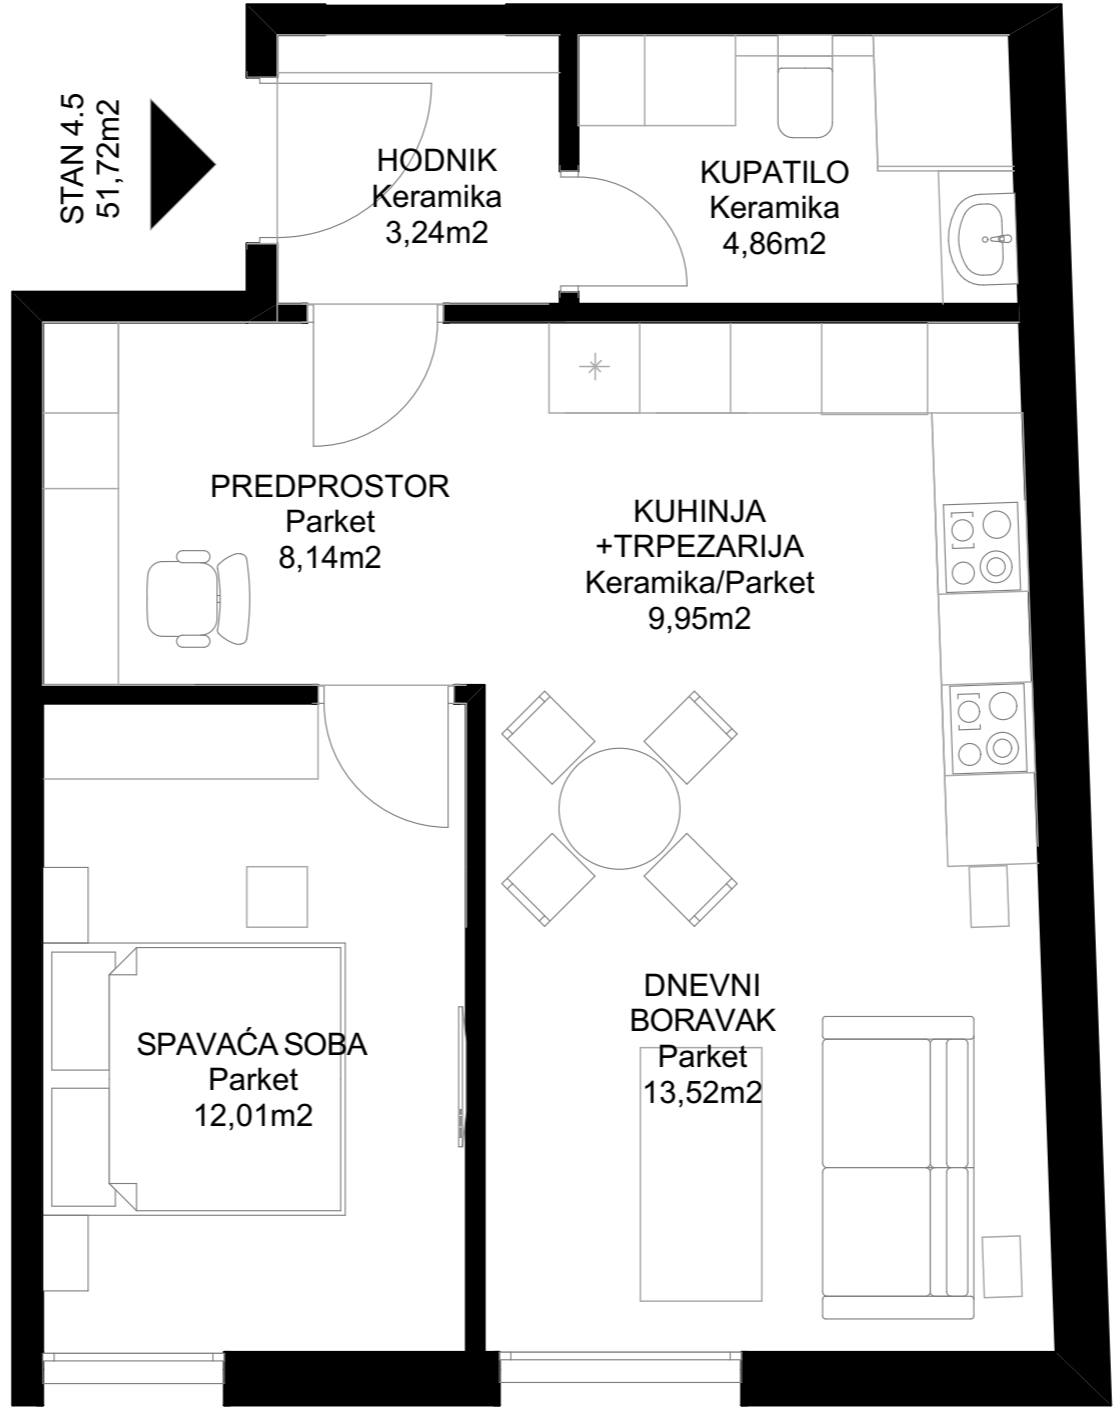 STAN 4.5
51,72m2
HODNIK
Keramika
3,24m2
KUPATILO
Keramika
4,86m2
PREDPROSTOR
Parket
8,14m2
KUHINJA
+TRPEZARIJA
Keramika/Parket
9,95m2
SPAVAĆA SOBA
Parket
12,01m2
DNEVNI
BORAVAK
Parket
13,52m2